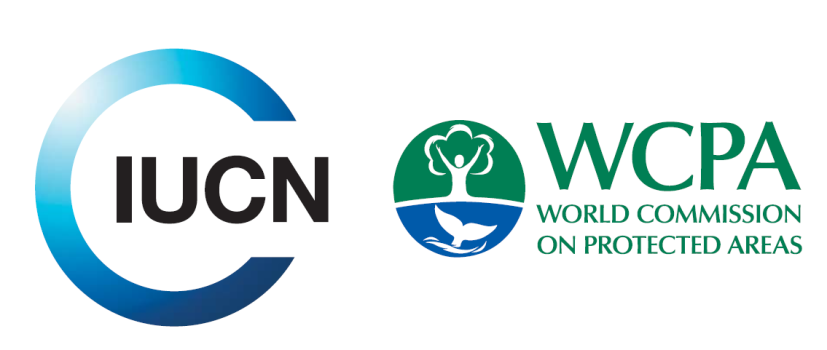 IUCN
WCPA
WORLD COMMISSION
ON PROTECTED AREAS